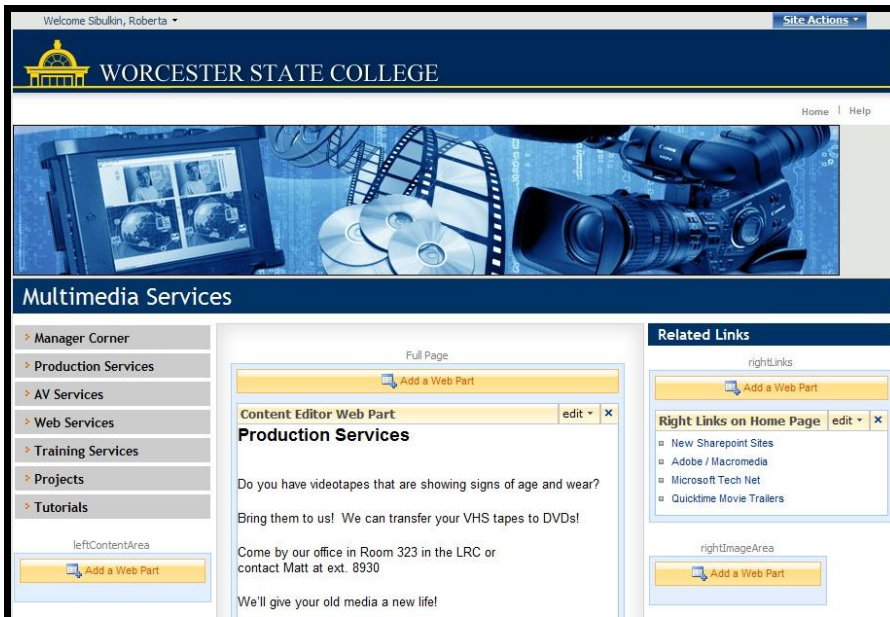 Welcome Sibulkin, Roberta
Site Actions
WORCESTER STATE COLLEGE
Home | Help
Canon
Multimedia Services
Manager Corner
Production Services
AV Services
Web Services
Training Services
Projects
Tutorials
leftContentArea
Add a Web Part
Full Page
Add a Web Part
Content Editor Web Part edit
Production Services
Do you have videotapes that are showing signs of age and wear?
Bring them to us! We can transfer your VHS tapes to DVDs!
Come by our office in Room 323 in the LRC or
contact Matt at ext. 8930
We'll give your old media a new life!
Related Links
rightLinks
Add a Web Part
Right Links on Home Page edit
New Sharepoint Sites
Adobe / Macromedia
Microsoft Tech Net
Quicktime Movie Trailers
rightImageArea
Add a Web Part